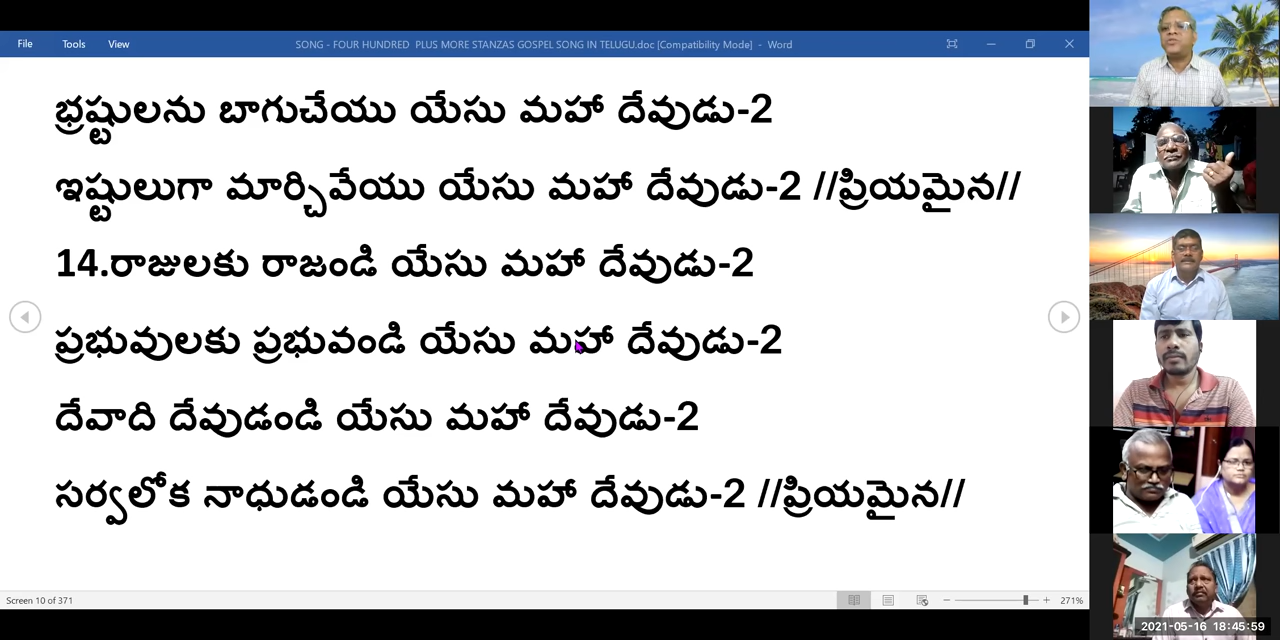 File Tools View SONG - FOUR HUNDRED PLUS MORE STANZAS GOSPEL SONG IN TELUGU.doc [Compatibility Mode] - Word
భ్రష్టులను బాగుచేయు యేసు మహా దేవుడు-2
ఇష్టులుగా మార్చివేయు యేసు మహా దేవుడు-2 //ప్రియమైన//
14.రాజులకు రాజండి యేసు మహా దేవుడు-2
ప్రభువులకు ప్రభువండి యేసు మహా దేవుడు-2
దేవాది దేవుడండి యేసు మహా దేవుడు-2
సర్వలోక నాధుడండి యేసు మహా దేవుడు-2 //ప్రియమైన//
Screen 10 of 371 271%
2021-05-16 18:45:59